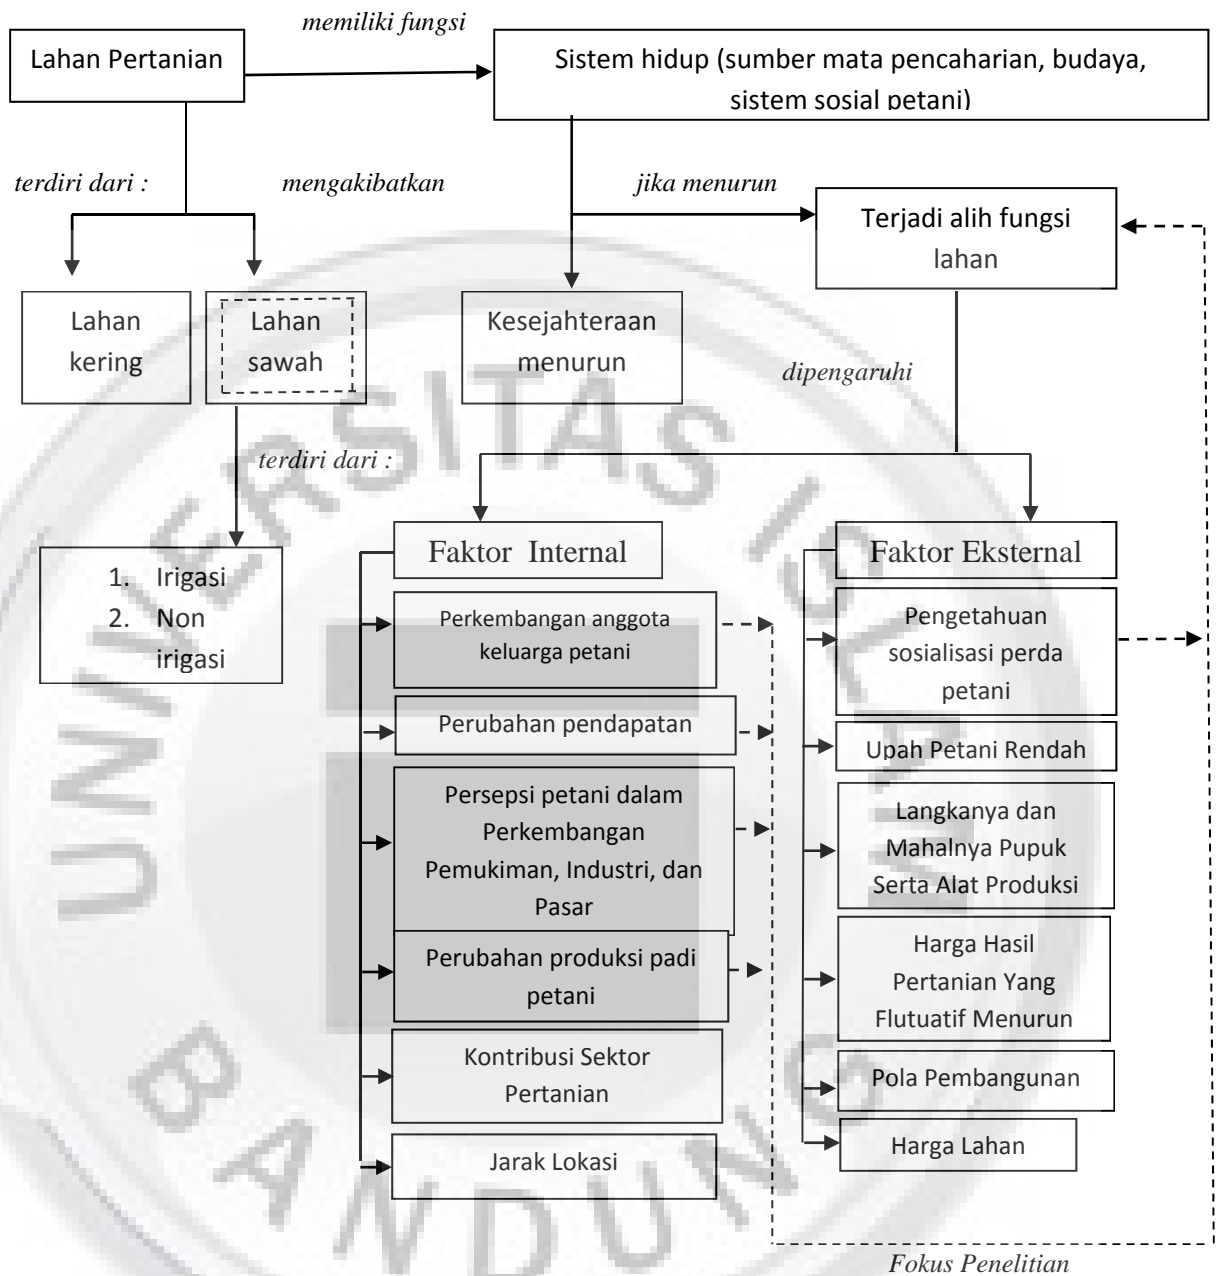 memiliki fungsi
Lahan Pertanian
Sistem hidup (sumber mata pencaharian, budaya,
sistem sosial petani)
terdiri dari :
mengakibatkan
jika menurun
Terjadi alih fungsi
lahan
Lahan
kering
Lahan
sawah
Kesejahteraan
menurun
dipengaruhi
terdiri dari :
1. Irigasi
2. Non
irigasi
Faktor Internal
Perkembangan anggota
keluarga petani
Perubahan pendapatan
Persepsi petani dalam
Perkembangan
Pemukiman, Industri, dan
Pasar
Perubahan produksi padi
petani
Kontribusi Sektor
Pertanian
Jarak Lokasi
Faktor Eksternal
Pengetahuan
sosialisasi perda
petani
Upah Petani Rendah
Langkanya dan
Mahalnya Pupuk
Serta Alat Produksi
Harga Hasil
Pertanian Yang
Flutuatif Menurun
Pola Pembangunan
Harga Lahan
Fokus Penelitian
UNIVERSITAS ISLAM
BANDUNG